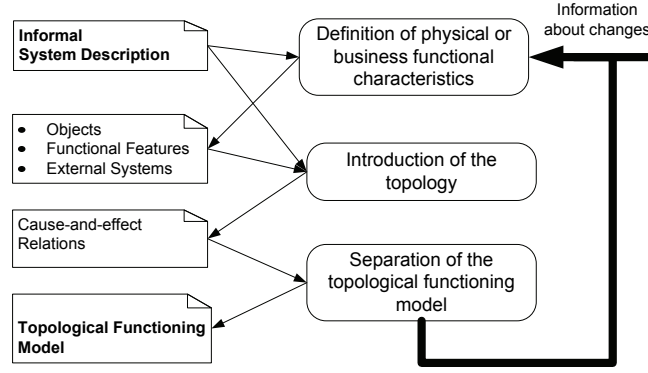 Information
about changes
Informal
System Description
Definition of physical or
business functional
characteristics
• Objects
• Functional Features
• External Systems
Introduction of the
topology
Cause-and-effect
Relations
Separation of the
topological functioning
model
Topological Functioning
Model